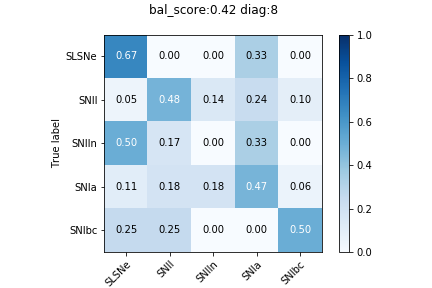 bal_score:0.42 diag:8
True label
SLSNe 0.67 0.00 0.00 0.33 0.00
SNII 0.05 0.48 0.14 0.24 0.10
SNIIn 0.50 0.17 0.00 0.33 0.00
SNIa 0.11 0.18 0.18 0.47 0.06
SNIbc 0.25 0.25 0.00 0.00 0.50
SLSNe SNII SNIIn SNIa SNIbc
1.0
0.8
0.6
0.4
0.2
0.0